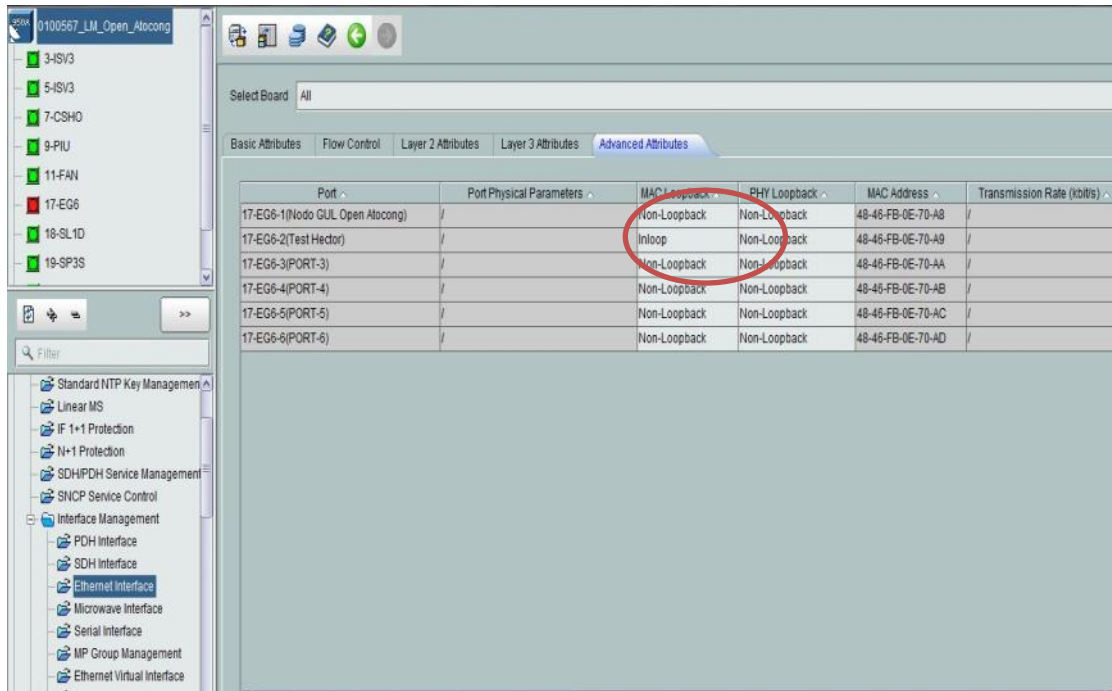 950A 0100567_LM_Open_Atocong
3-ISV3
5-ISV3
7-CSHO
9-PIU
11-FAN
17-EG6
18-SL1D
19-SP3S
>>
Filter
Standard NTP Key Managemen
Linear MS
IF 1+1 Protection
N+1 Protection
SDH/PDH Service Management
SNCP Service Control
Interface Management
PDH Interface
SDH Interface
Ethernet Interface
Microwave Interface
Serial Interface
MP Group Management
Ethernet Virtual Interface
Select Board All
Basic Attributes Flow Control Layer 2 Attributes Layer 3 Attributes Advanced Attributes
Port Port Physical Parameters MAC Loopback PHY Loopback MAC Address Transmission Rate (kbit/s)
17-EG6-1(Nodo GUL Open Atocong) / Non-Loopback Non-Loopback 48-46-FB-0E-70-A8 /
17-EG6-2(Test Hector) / Inloop Non-Loopback 48-46-FB-0E-70-A9 /
17-EG6-3(PORT-3) / Non-Loopback Non-Loopback 48-46-FB-0E-70-AA /
17-EG6-4(PORT-4) / Non-Loopback Non-Loopback 48-46-FB-0E-70-AB /
17-EG6-5(PORT-5) / Non-Loopback Non-Loopback 48-46-FB-0E-70-AC /
17-EG6-6(PORT-6) / Non-Loopback Non-Loopback 48-46-FB-0E-70-AD /